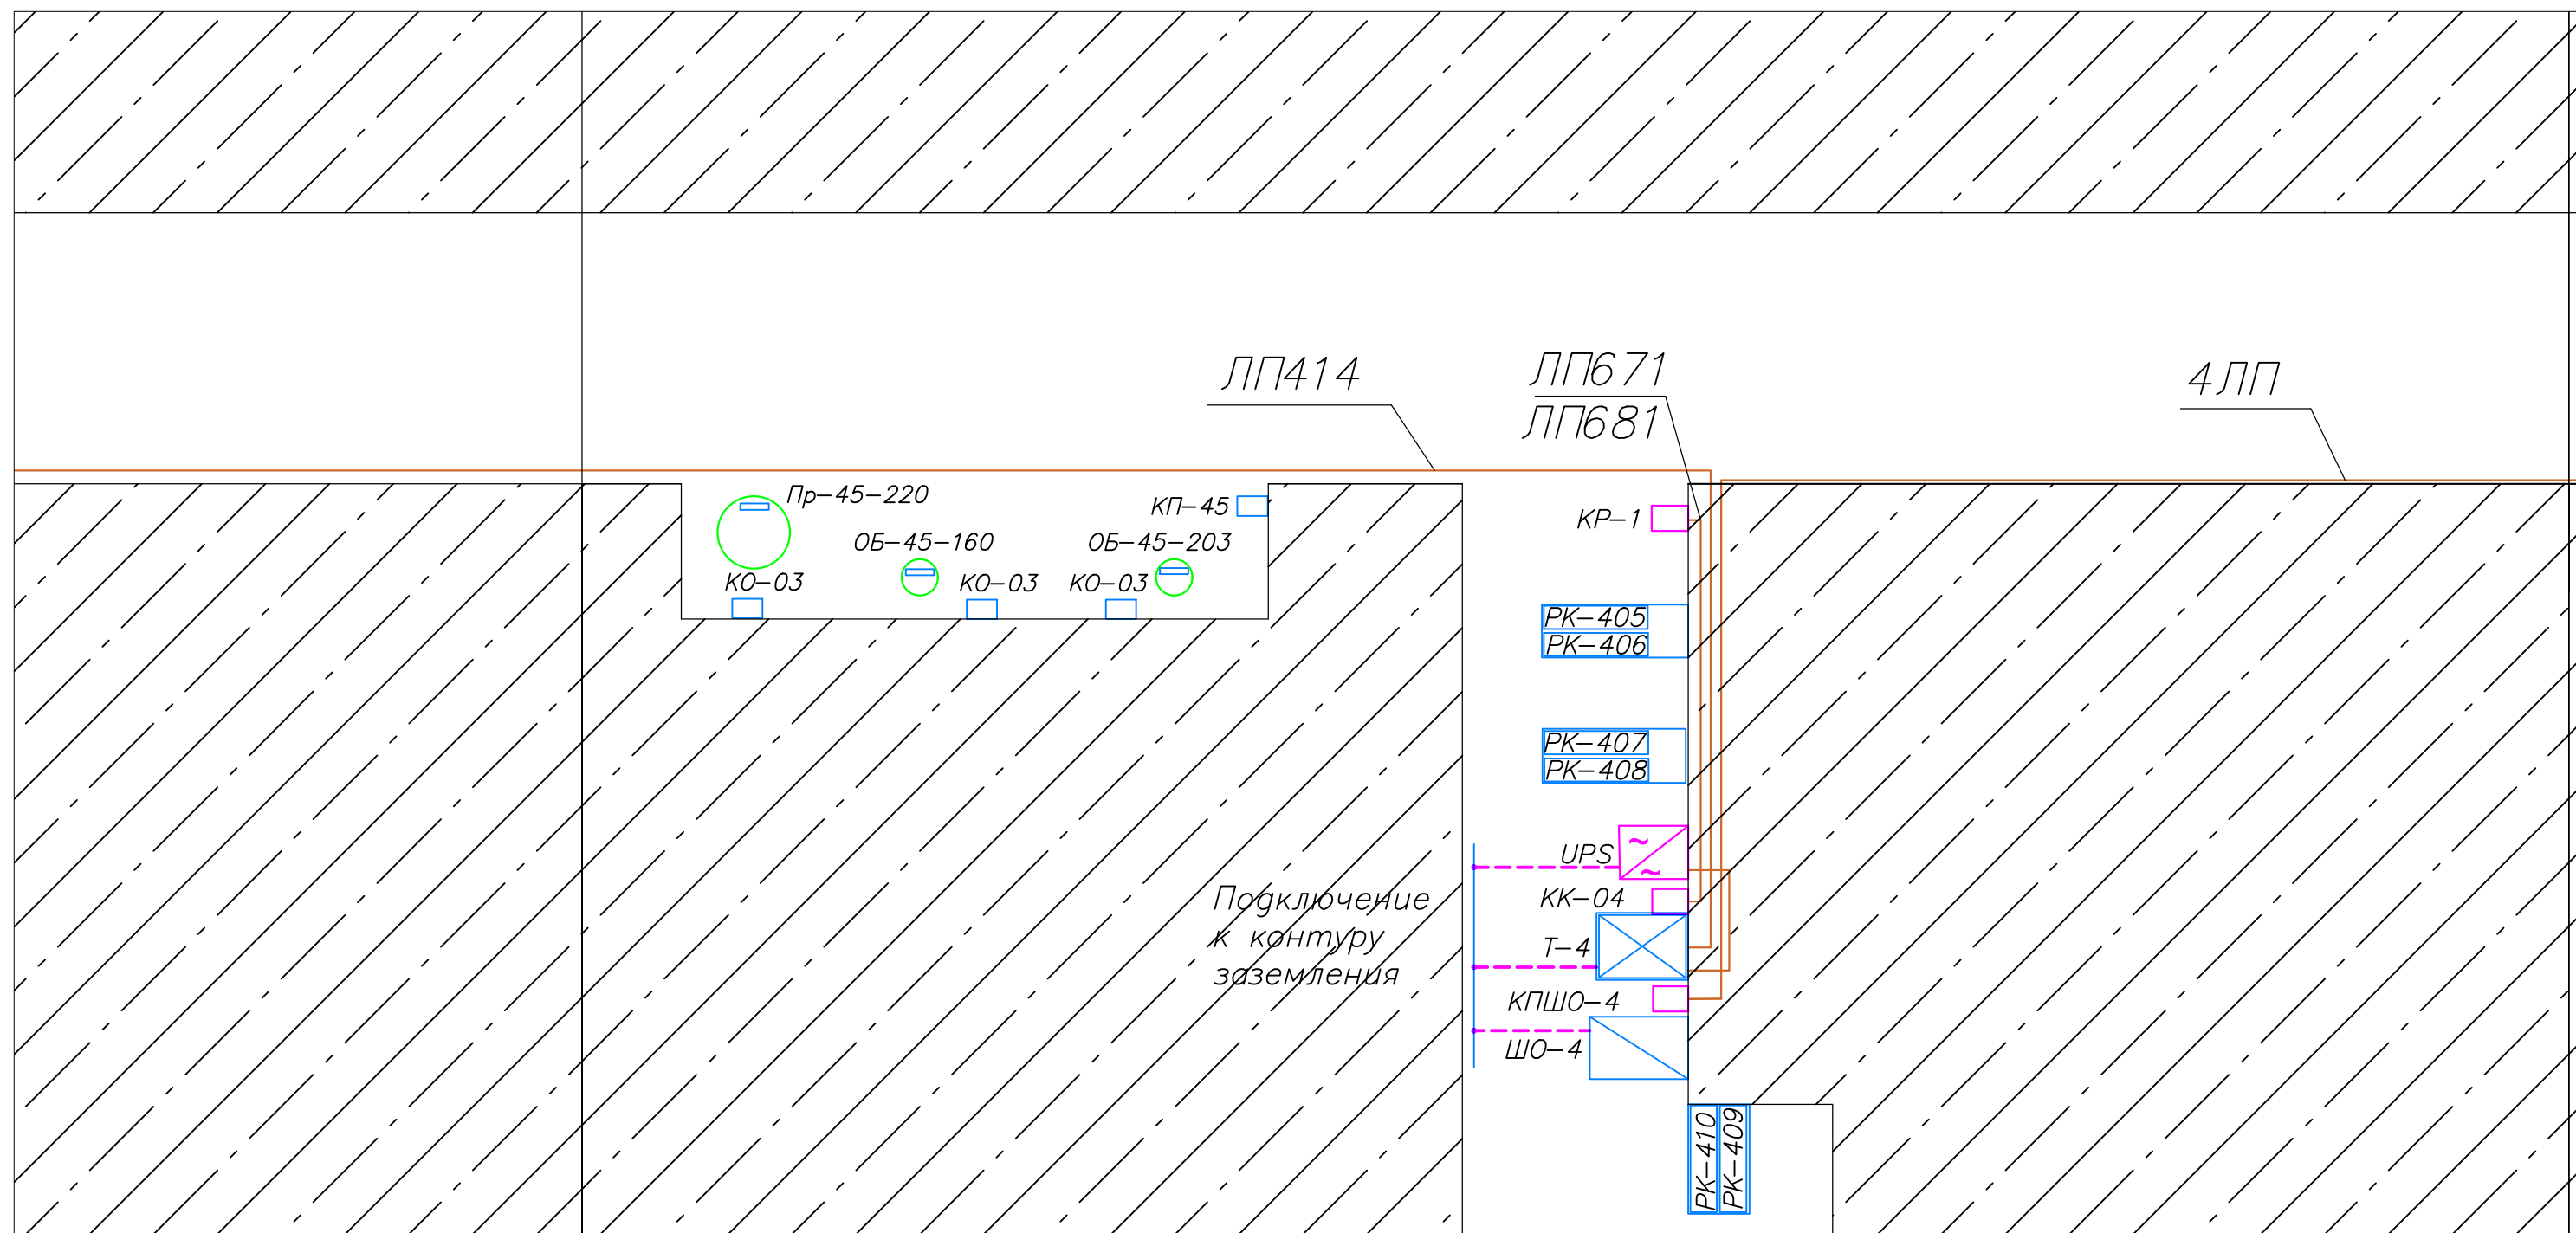 ЛП414
ЛП671
ЛП681
4ЛП
Пр-45-220
КП-45
КР-1
ОБ-45-160
ОБ-45-203
КО-03
КО-03
КО-03
РК-405
РК-406
РК-407
РК-408
UPS
~
~
КК-04
Подключение
к контуру
заземления
Т-4
КПШО-4
ШО-4
РК-410
РК-409